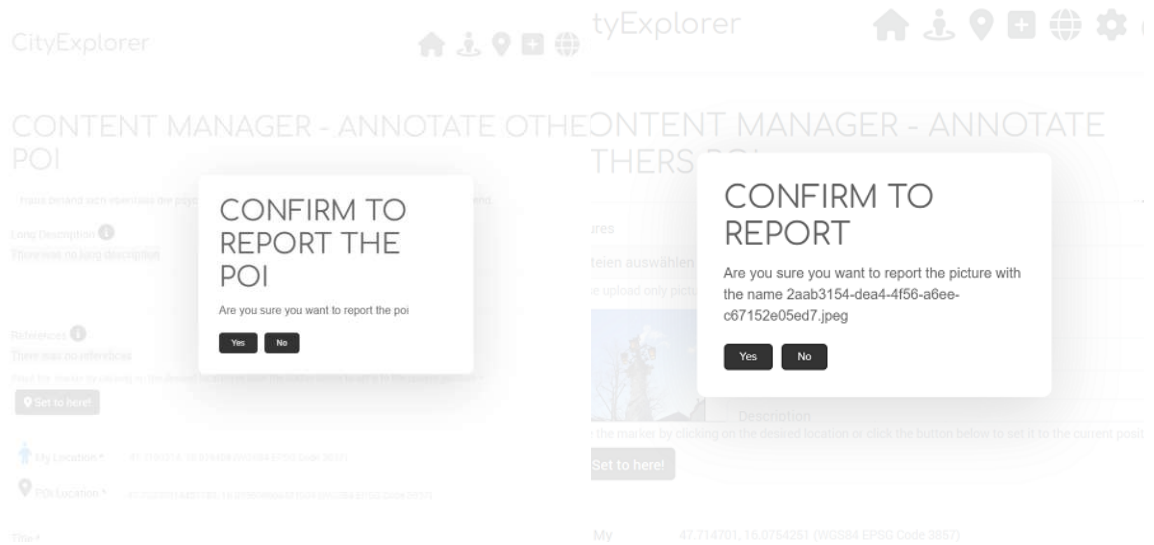 CityExplorer
CONTENT MANAGER - ANNOTATE OTHE
POI
Long Description
There was no long description
References
There was no references
Set to here!
My Location *
POI Location *
Title *
CONFIRM TO
REPORT THE
POI
Are you sure you want to report the poi
Yes No
tyExplorer
ONTENT MANAGER - ANNOTATE
THERS POI
ures
teien auswählen
the marker by clicking on the desired location or click the button below to set it to the current posit
Description
Set to here!
My 47.714701, 16.0754251 (WGS84 EPSG Code 3857)
CONFIRM TO
REPORT
Are you sure you want to report the picture with
the name 2aab3154-dea4-4f56-a6ee-
c67152e05ed7.jpeg
Yes No